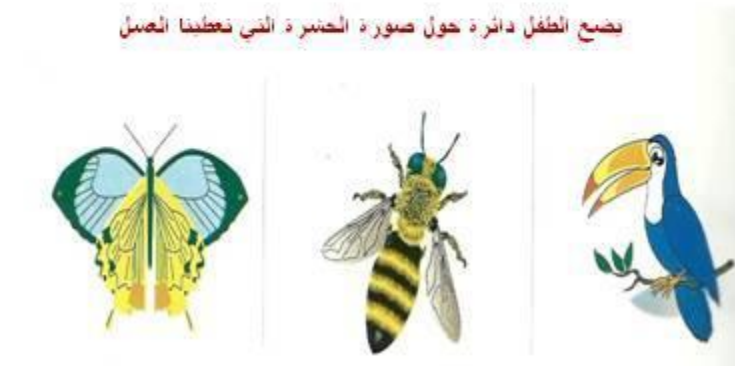 يضع الطفل دائرة حول صورة الحشرة التي تعطينا العسل